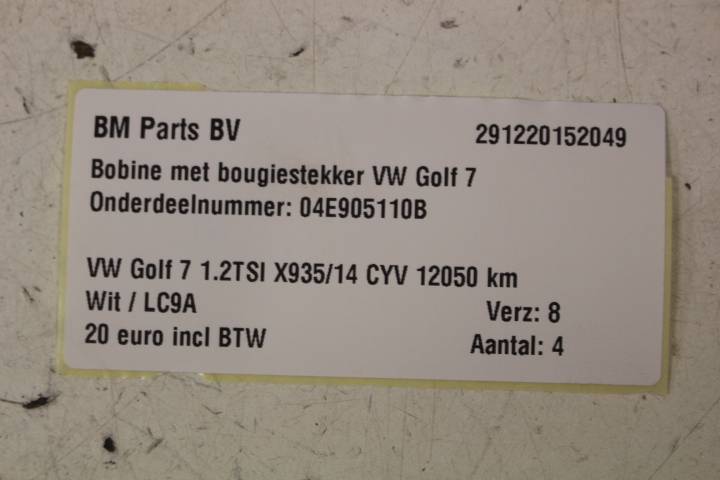 BM Parts BV 291220152049
Bobine met bougiestekker VW Golf 7
Onderdeelnummer: 04E905110B
VW Golf 7 1.2TSI X935/14 CYV 12050 km
Wit / LC9A Verz: 8
20 euro incl BTW Aantal: 4